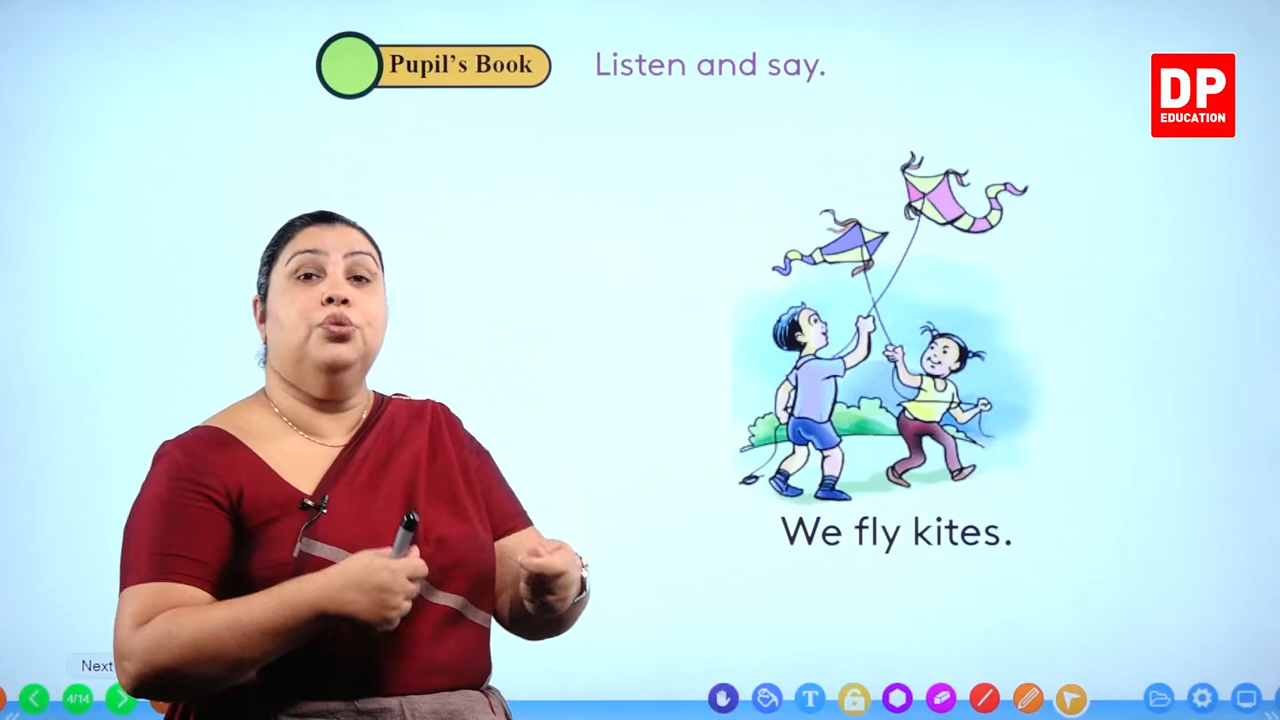 Pupil's Book
Listen and say.
DP
EDUCATION
We fly kites.
Next
4/14
T